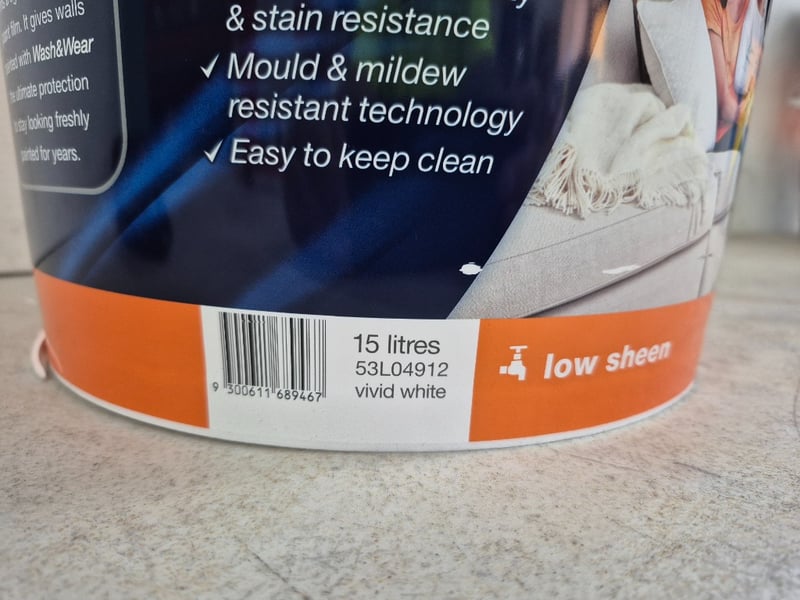 film. It gives walls
with Wash&Wear
ultimate protection
stay looking freshly
painted for years.
& stain resistance
✓ Mould & mildew
resistant technology
✓ Easy to keep clean
9 300611 689467
15 litres
53L04912
vivid white
low sheen